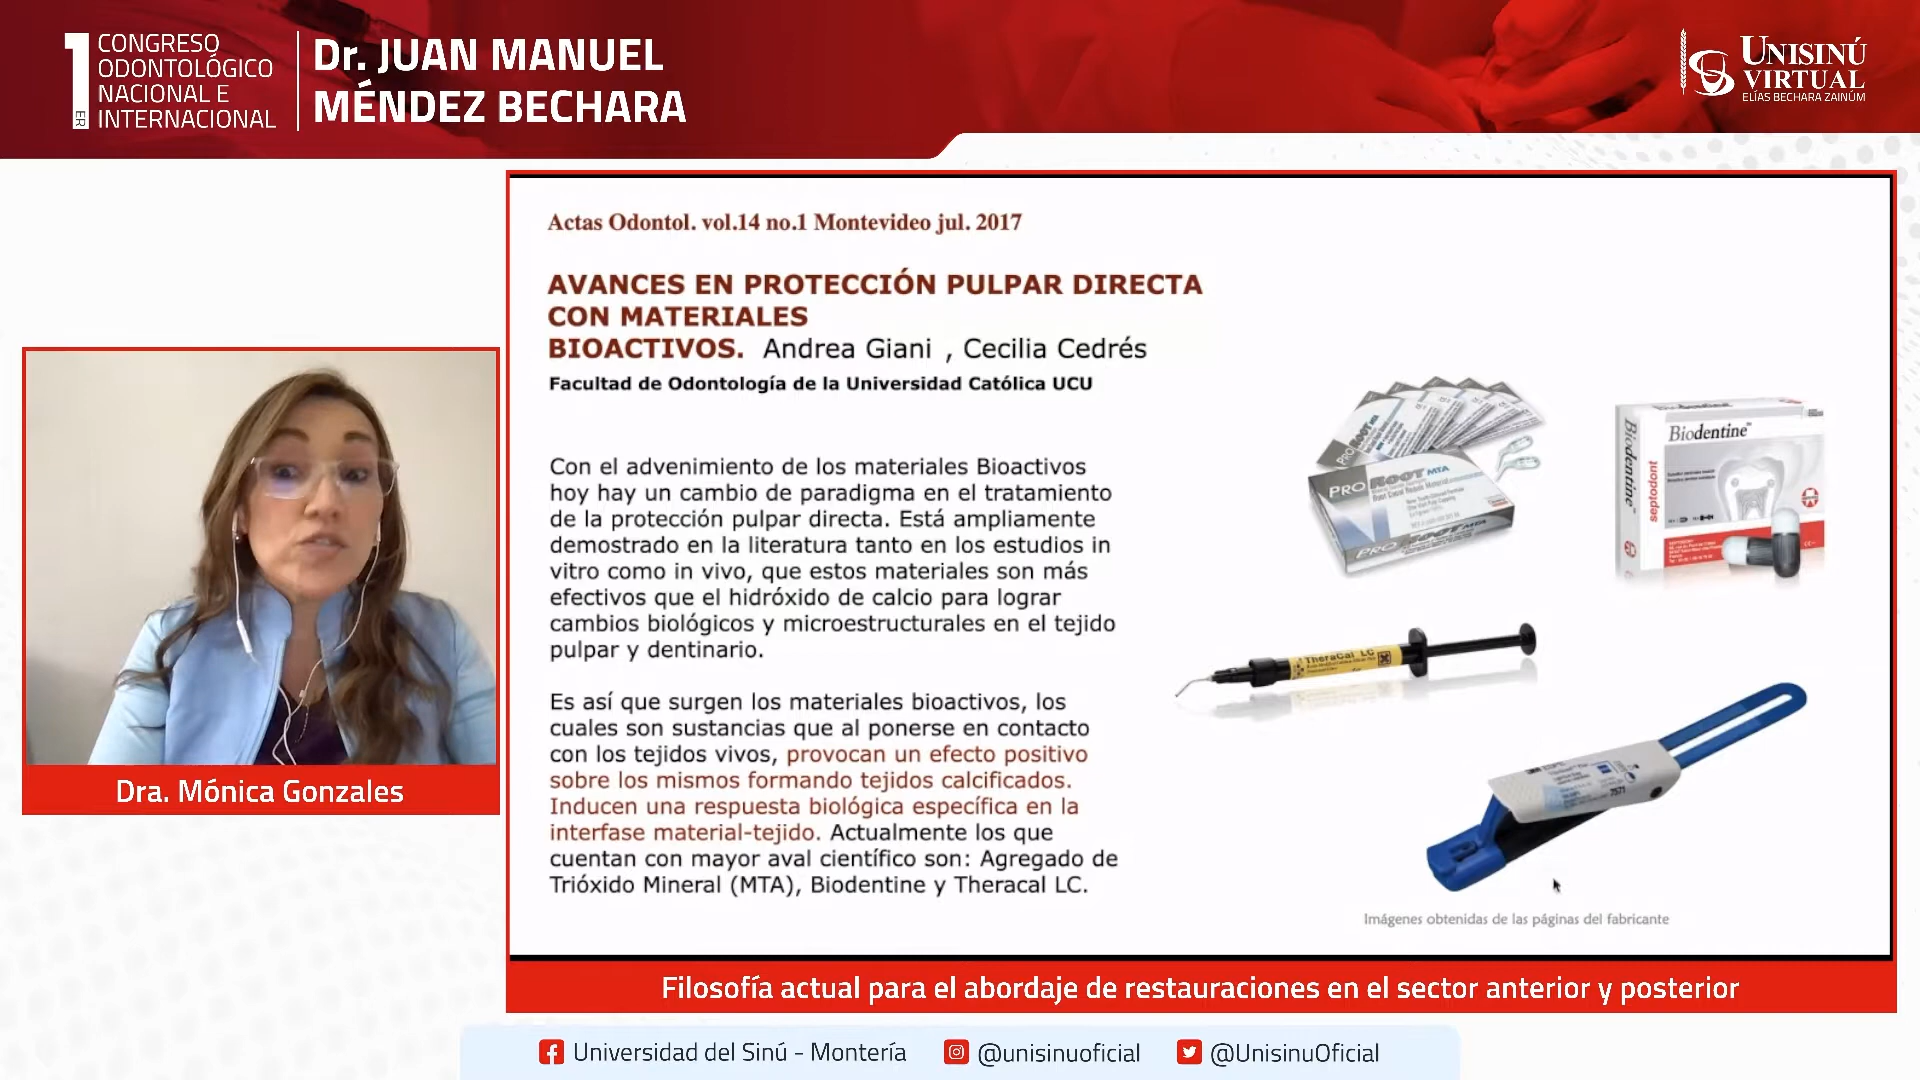 1ER
CONGRESO
ODONTOLÓGICO
NACIONAL E
INTERNACIONAL
Dr. JUAN MANUEL
MÉNDEZ BECHARA
UNISINÚ
VIRTUAL
ELÍAS BECHARA ZAINÚM
Actas Odontol. vol.14 no.1 Montevideo jul. 2017
AVANCES EN PROTECCIÓN PULPAR DIRECTA
CON MATERIALES
BIOACTIVOS. Andrea Giani , Cecilia Cedrés
Facultad de Odontología de la Universidad Católica UCU
Con el advenimiento de los materiales Bioactivos
hoy hay un cambio de paradigma en el tratamiento
de la protección pulpar directa. Está ampliamente
demostrado en la literatura tanto en los estudios in
vitro como in vivo, que estos materiales son más
efectivos que el hidróxido de calcio para lograr
cambios biológicos y microestructurales en el tejido
pulpar y dentinario.
Es así que surgen los materiales bioactivos, los
cuales son sustancias que al ponerse en contacto
con los tejidos vivos, provocan un efecto positivo
sobre los mismos formando tejidos calcificados.
Inducen una respuesta biológica específica en la
interfase material-tejido. Actualmente los que
cuentan con mayor aval científico son: Agregado de
Trióxido Mineral (MTA), Biodentine y Theracal LC.
PRO ROOT MTA
PRO ROOT MTA
Biodentine™
Biodentine™
septodont
TheraCal LC
Imágenes obtenidas de las páginas del fabricante
Dra. Mónica Gonzales
Filosofía actual para el abordaje de restauraciones en el sector anterior y posterior
Universidad del Sinú - Montería
@unisinuoficial
@UnisinuOficial